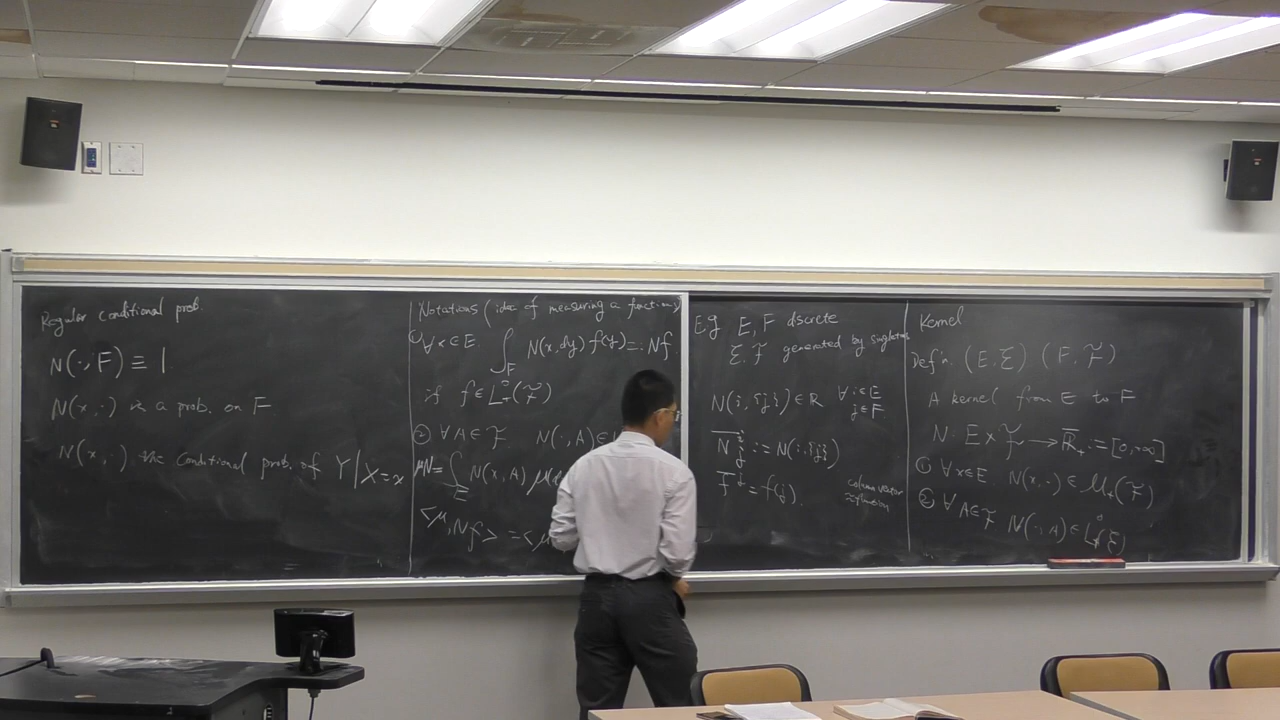 Regular conditional prob.
N(·, F) ≡ 1
N(x, ·) is a prob. on F
N(x, ·) the conditional prob. of Y | X = x
Notations (idea of measuring a function)
① ∀x∈E. ∫_F N(x, dy) f(y) =: Nf.
if f∈L⁰₊(ℱ)
② ∀A∈ℱ N(·, A)∈
μN = ∫_E N(x, A) μ
<μ, Nf> = <μ
E.g E, F discrete
ℰ, ℱ generated by singletons
N(i, {j}) ∈ R ∀ i∈E
j∈F
:= N(i, {j})
= f(j).
column vector
Kernel
Def'n. (E, ℰ) (F, ℱ)
A kernel from E to F
N: E × ℱ → R̄₊ := [0, +∞]
① ∀x∈E. N(x, ·) ∈ M₊(ℱ)
② ∀A∈ℱ N(·, A) ∈ L⁰₊(ℰ)